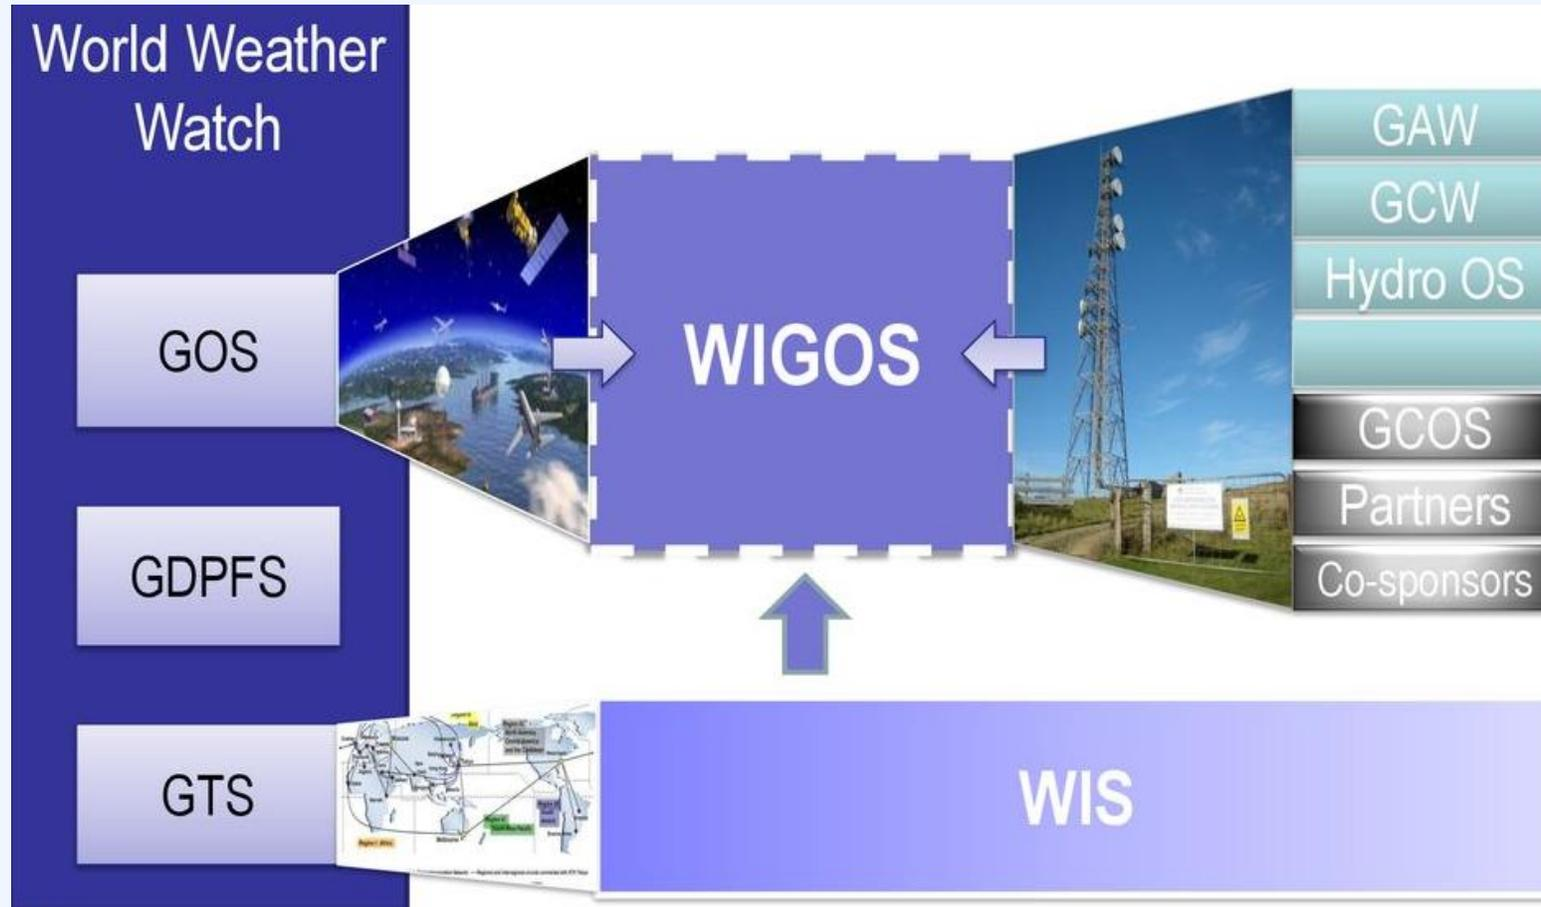 World Weather
Watch
GOS
GDPFS
GTS
WIGOS
GAW
GCW
Hydro OS
GCOS
Partners
Co-sponsors
WIS